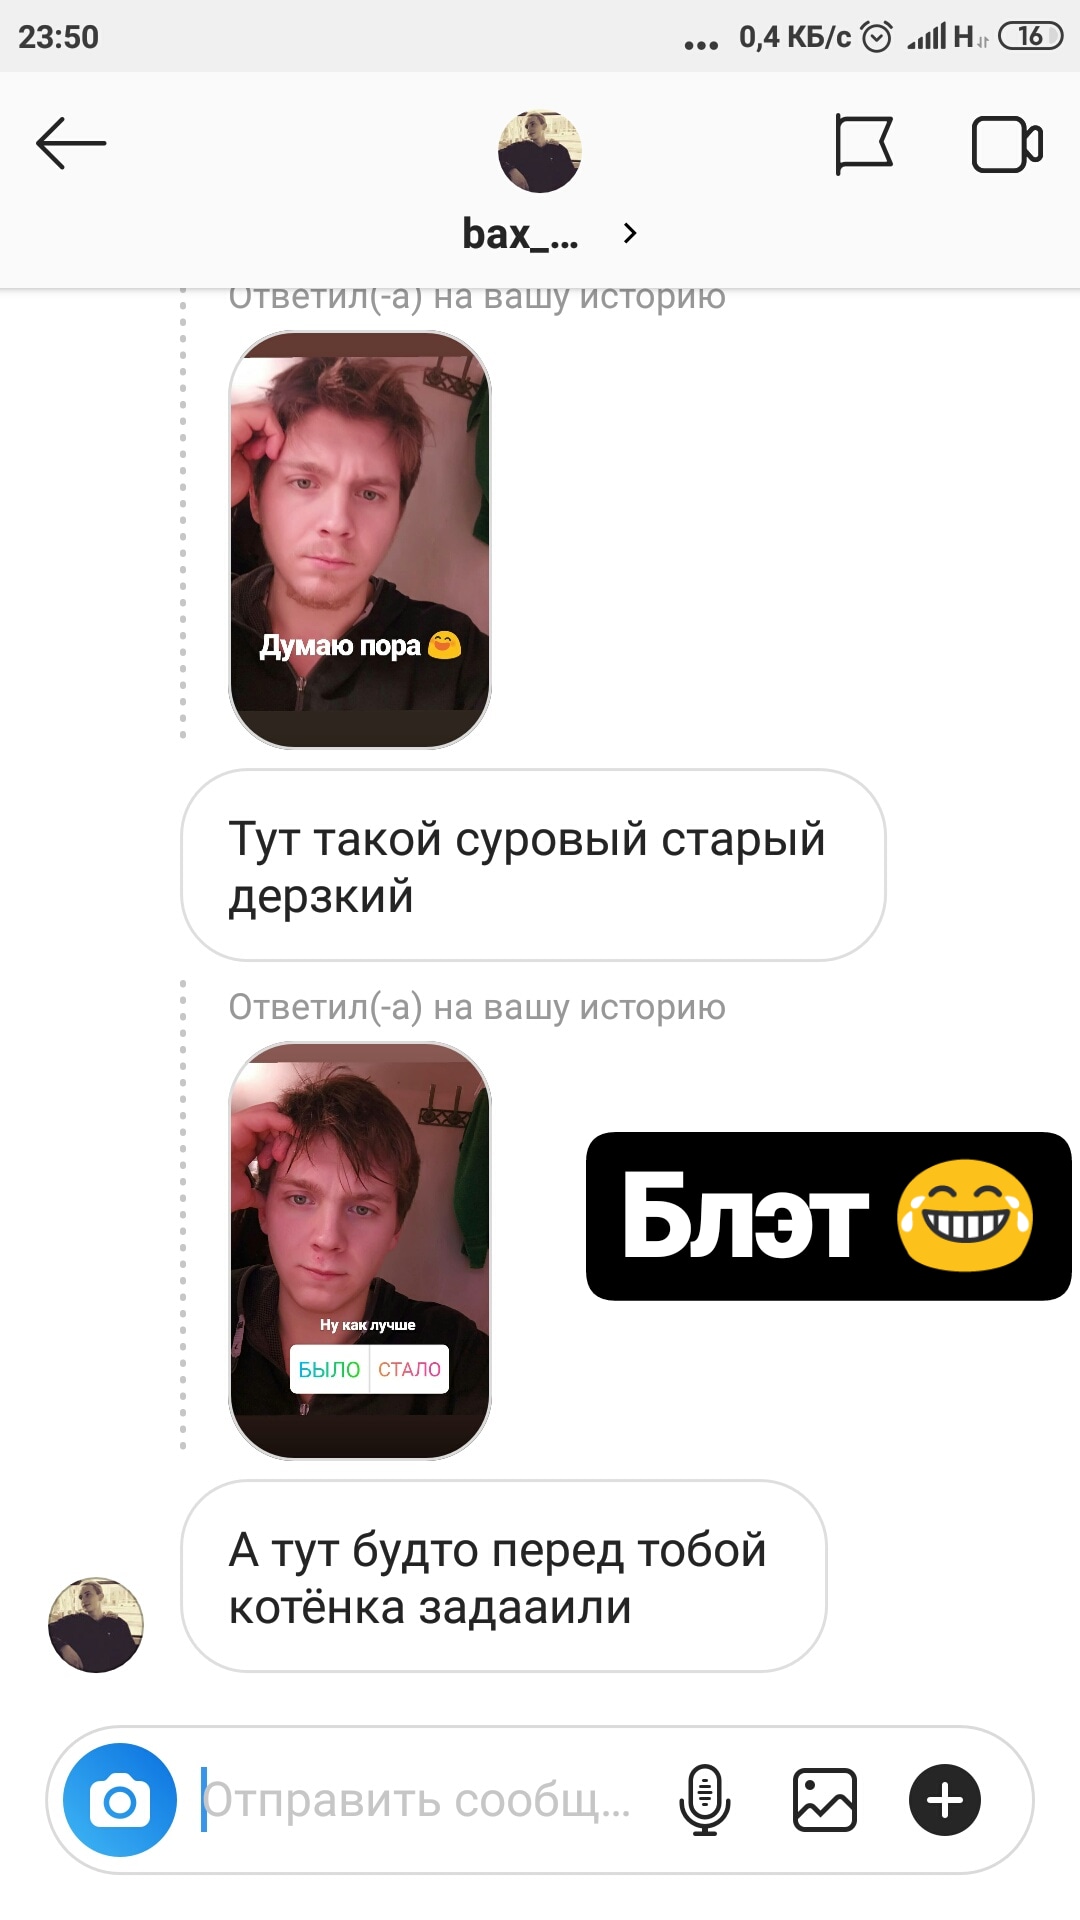 23:50
... 0,4 КБ/с H 16
bax_...
Ответил(-а) на вашу историю
Думаю пора 😄
Тут такой суровый старый
дерзкий
Ответил(-а) на вашу историю
Блэт 😂
Ну как лучше
БЫЛО СТАЛО
А тут будто перед тобой
котёнка задааили
Отправить сообщ...